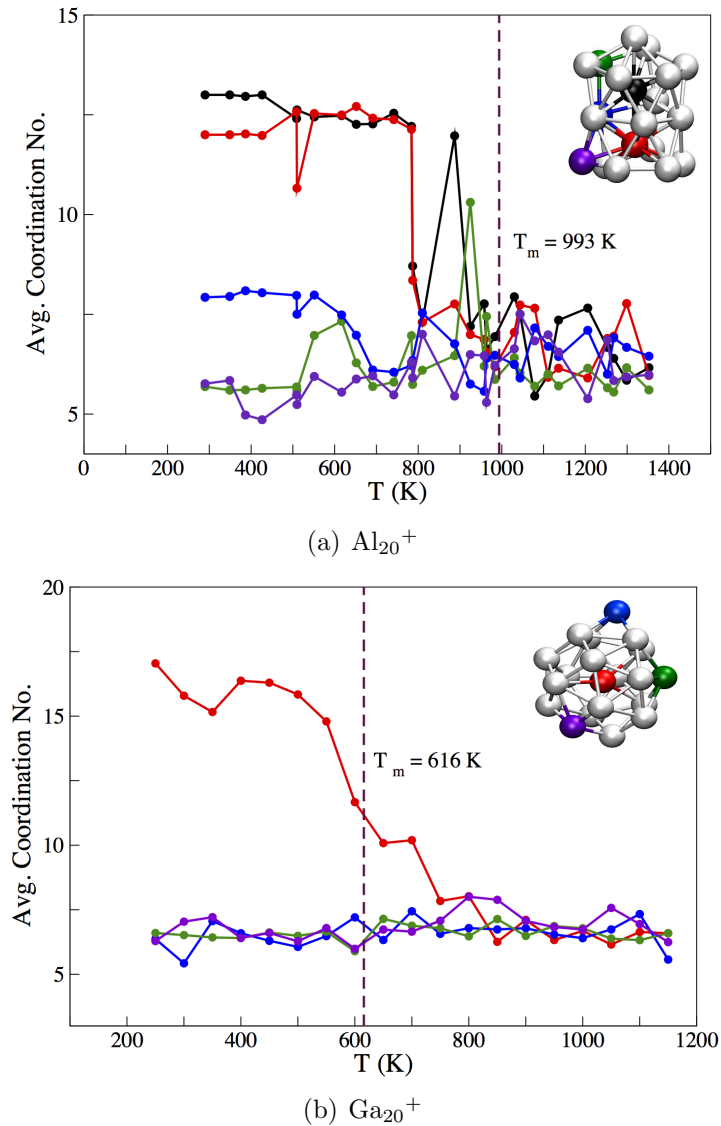 15
10
5
Avg. Coordination No.
T_m = 993 K
0 200 400 600 800 1000 1200 1400
T (K)
(a) Al₂₀⁺
20
15
10
5
Avg. Coordination No.
T_m = 616 K
200 400 600 800 1000 1200
T (K)
(b) Ga₂₀⁺